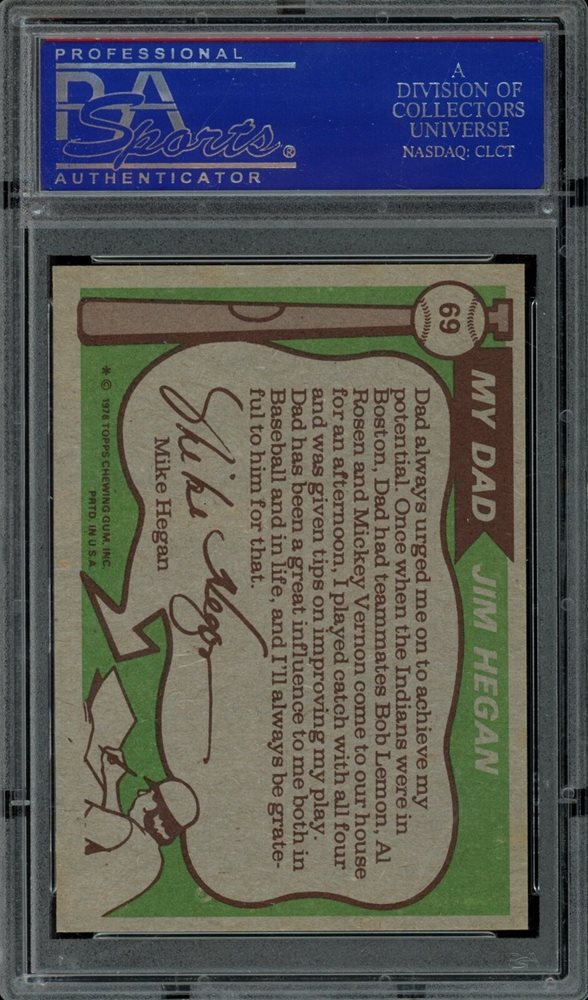 PROFESSIONAL
PSA
Sports®
AUTHENTICATOR
A
DIVISION OF
COLLECTORS
UNIVERSE
NASDAQ: CLCT
69
MY DAD JIM HEGAN
Dad always urged me on to achieve my
potential. Once when the Indians were in
Boston, Dad had teammates Bob Lemon, Al
Rosen and Mickey Vernon come to our house
for an afternoon. I played catch with all four
and was given tips on improving my play.
Dad has been a great influence to me both in
Baseball and in life, and I'll always be grate-
ful to him for that.
Mike Hegan
Mike Hegan
* © 1976 TOPPS CHEWING GUM, INC.
PRTD. IN U.S.A.